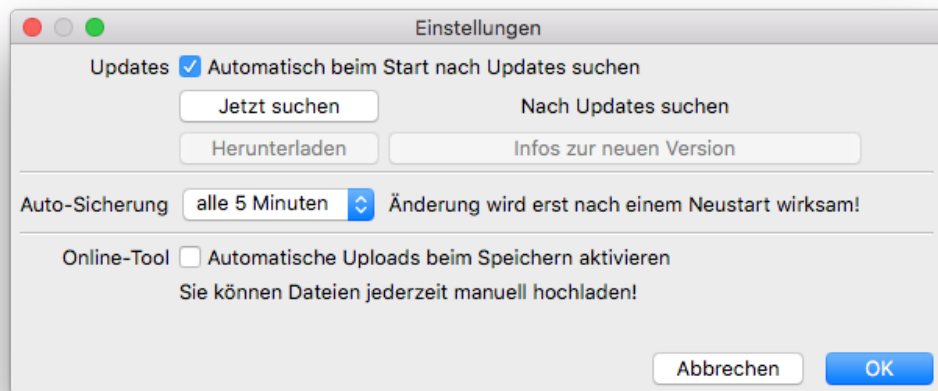 Einstellungen
Updates Automatisch beim Start nach Updates suchen
Jetzt suchen Nach Updates suchen
Herunterladen Infos zur neuen Version
Auto-Sicherung alle 5 Minuten Änderung wird erst nach einem Neustart wirksam!
Online-Tool Automatische Uploads beim Speichern aktivieren
Sie können Dateien jederzeit manuell hochladen!
Abbrechen OK